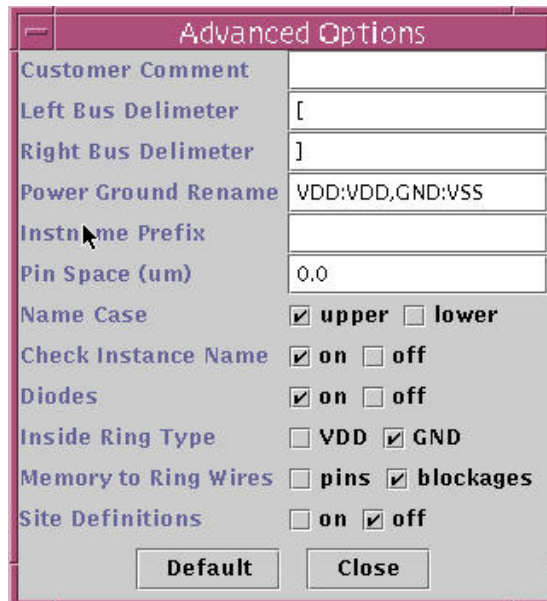 Advanced Options
Customer Comment
Left Bus Delimeter [
Right Bus Delimeter ]
Power Ground Rename VDD:VDD,GND:VSS
Instname Prefix
Pin Space (um) 0.0
Name Case upper lower
Check Instance Name on off
Diodes on off
Inside Ring Type VDD GND
Memory to Ring Wires pins blockages
Site Definitions on off
Default Close